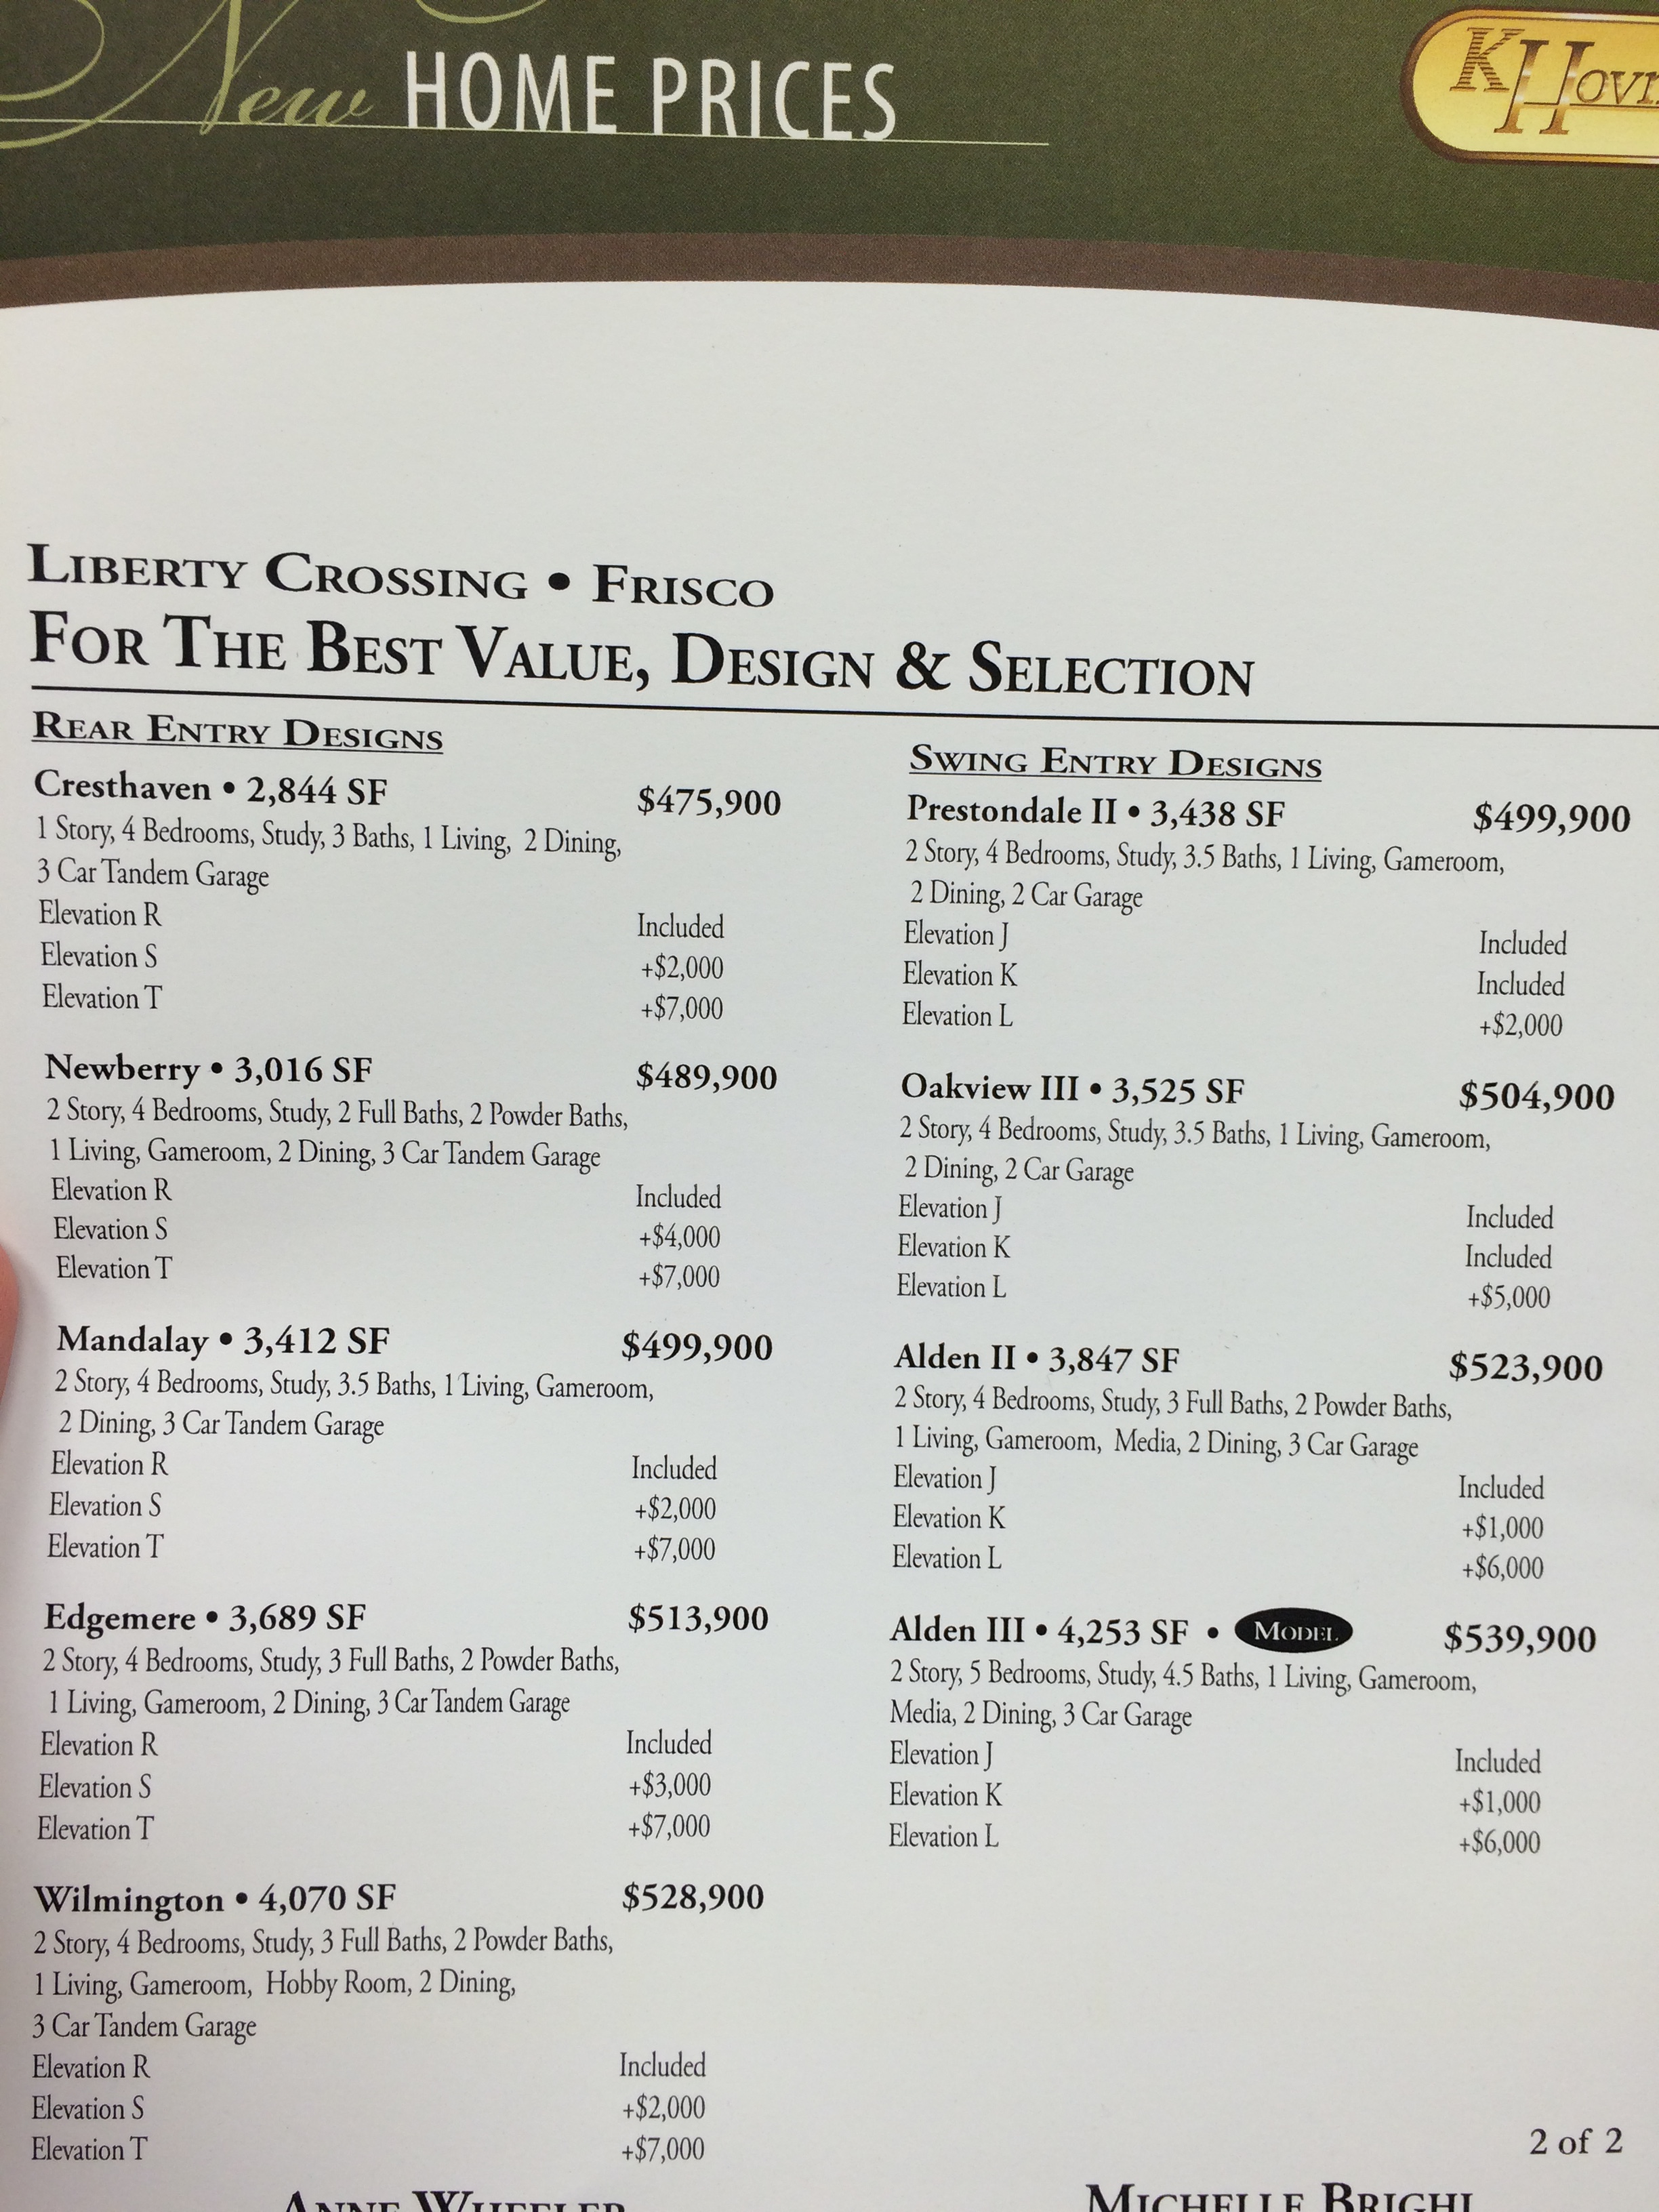 New HOME PRICES
K Hov
LIBERTY CROSSING • FRISCO
FOR THE BEST VALUE, DESIGN & SELECTION
REAR ENTRY DESIGNS
Cresthaven • 2,844 SF $475,900
1 Story, 4 Bedrooms, Study, 3 Baths, 1 Living, 2 Dining,
3 Car Tandem Garage
Elevation R Included
Elevation S +$2,000
Elevation T +$7,000
Newberry • 3,016 SF $489,900
2 Story, 4 Bedrooms, Study, 2 Full Baths, 2 Powder Baths,
1 Living, Gameroom, 2 Dining, 3 Car Tandem Garage
Elevation R Included
Elevation S +$4,000
Elevation T +$7,000
Mandalay • 3,412 SF $499,900
2 Story, 4 Bedrooms, Study, 3.5 Baths, 1 Living, Gameroom,
2 Dining, 3 Car Tandem Garage
Elevation R Included
Elevation S +$2,000
Elevation T +$7,000
Edgemere • 3,689 SF $513,900
2 Story, 4 Bedrooms, Study, 3 Full Baths, 2 Powder Baths,
1 Living, Gameroom, 2 Dining, 3 Car Tandem Garage
Elevation R Included
Elevation S +$3,000
Elevation T +$7,000
Wilmington • 4,070 SF $528,900
2 Story, 4 Bedrooms, Study, 3 Full Baths, 2 Powder Baths,
1 Living, Gameroom, Hobby Room, 2 Dining,
3 Car Tandem Garage
Elevation R Included
Elevation S +$2,000
Elevation T +$7,000
SWING ENTRY DESIGNS
Prestondale II • 3,438 SF $499,900
2 Story, 4 Bedrooms, Study, 3.5 Baths, 1 Living, Gameroom,
2 Dining, 2 Car Garage
Elevation J Included
Elevation K Included
Elevation L +$2,000
Oakview III • 3,525 SF $504,900
2 Story, 4 Bedrooms, Study, 3.5 Baths, 1 Living, Gameroom,
2 Dining, 2 Car Garage
Elevation J Included
Elevation K Included
Elevation L +$5,000
Alden II • 3,847 SF $523,900
2 Story, 4 Bedrooms, Study, 3 Full Baths, 2 Powder Baths,
1 Living, Gameroom, Media, 2 Dining, 3 Car Garage
Elevation J Included
Elevation K +$1,000
Elevation L +$6,000
Alden III • 4,253 SF • MODEL $539,900
2 Story, 5 Bedrooms, Study, 4.5 Baths, 1 Living, Gameroom,
Media, 2 Dining, 3 Car Garage
Elevation J Included
Elevation K +$1,000
Elevation L +$6,000
2 of 2
ANNE WHEELER
MICHELLE BRIGHI